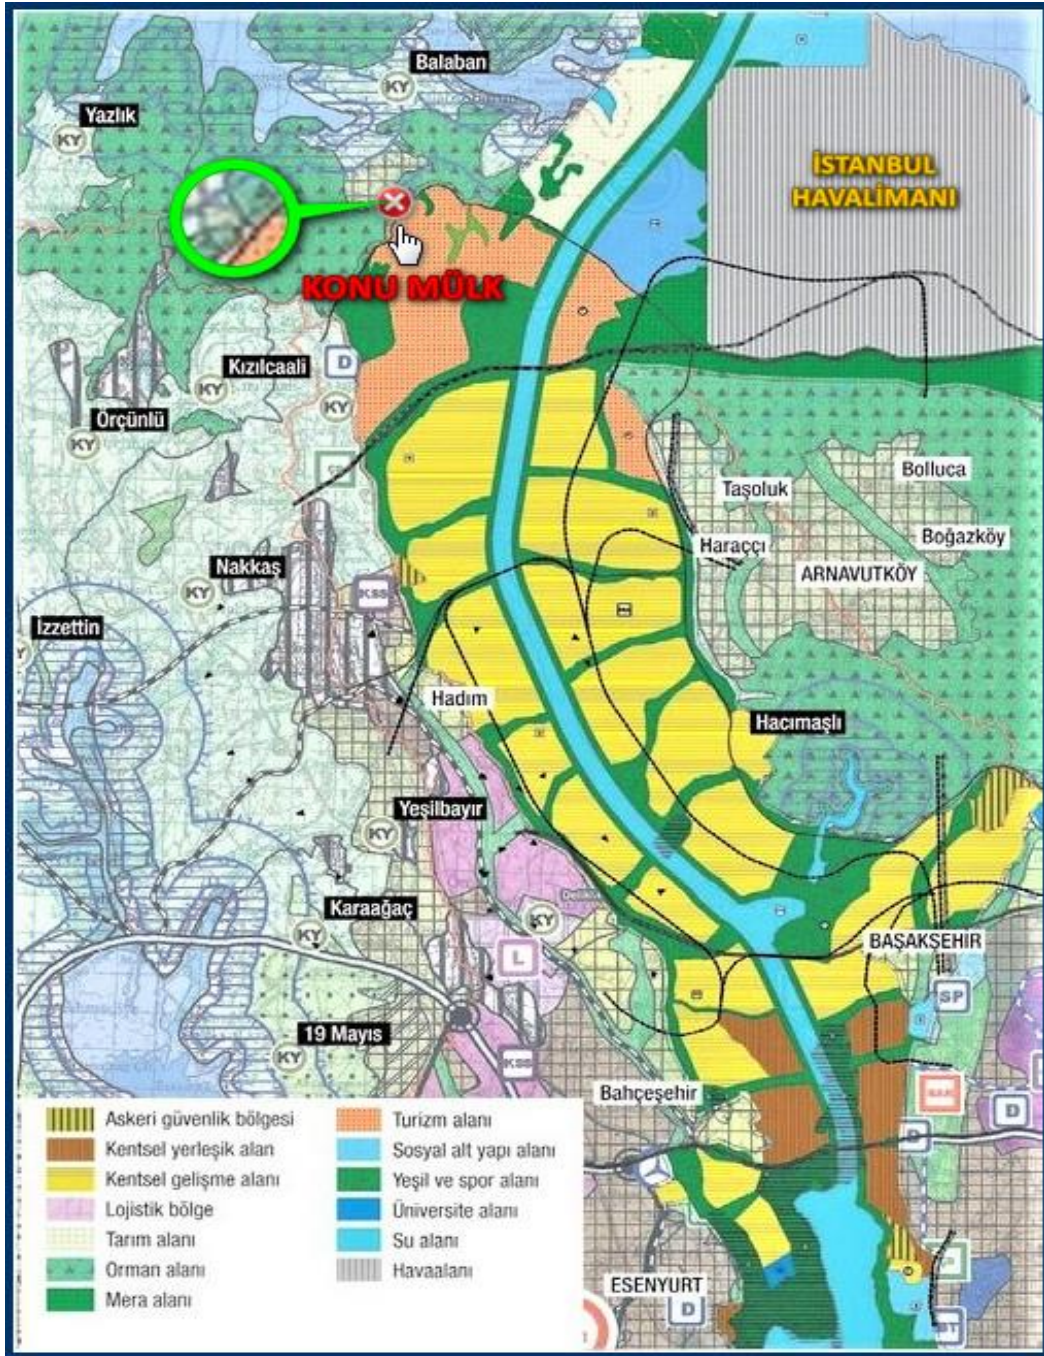 Balaban
KY
Yazlık
KY
İSTANBUL
HAVALİMANI
KONU MÜLK
Kızılcaali
D
KY
KY
Örçünlü
KY
Bolluca
Taşoluk
Boğazköy
Haraççı
ARNAVUTKÖY
Nakkaş
KY
KSS
İzzettin
Hadım
Hacımaşlı
Yeşilbayır
KY
Karaağaç
KY
KY
BAŞAKŞEHİR
L
SP
19 Mayıs
KY
KSS
Bahçeşehir
D
D
ESENYURT
D
Askeri güvenlik bölgesi
Kentsel yerleşik alan
Kentsel gelişme alanı
Lojistik bölge
Tarım alanı
Orman alanı
Mera alanı
Turizm alanı
Sosyal alt yapı alanı
Yeşil ve spor alanı
Üniversite alanı
Su alanı
Havaalanı